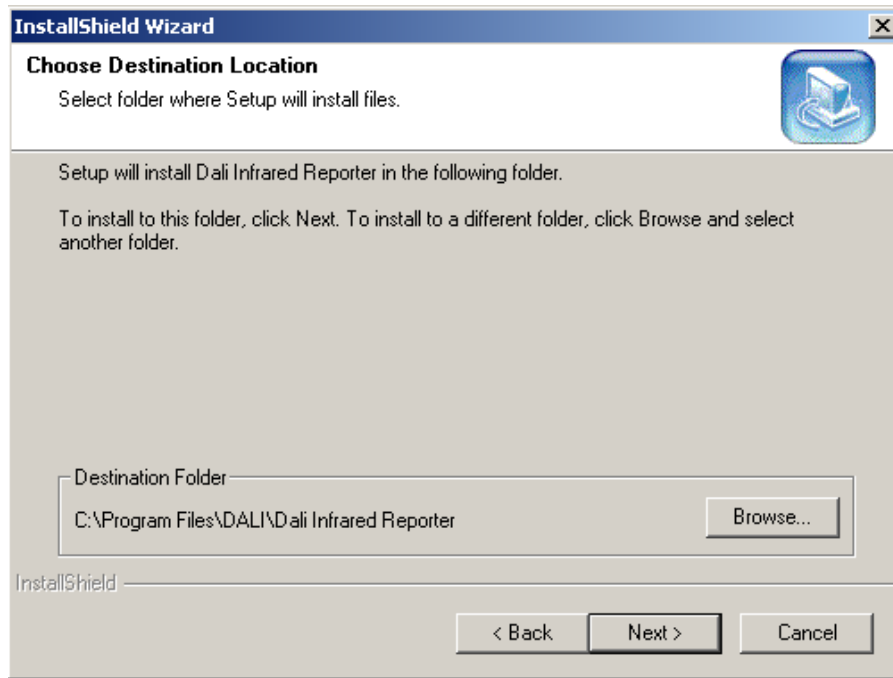 InstallShield Wizard
Choose Destination Location
Select folder where Setup will install files.
Setup will install Dali Infrared Reporter in the following folder.
To install to this folder, click Next. To install to a different folder, click Browse and select
another folder.
Destination Folder
C:\Program Files\DALI\Dali Infrared Reporter
Browse...
InstallShield
< Back
Next >
Cancel